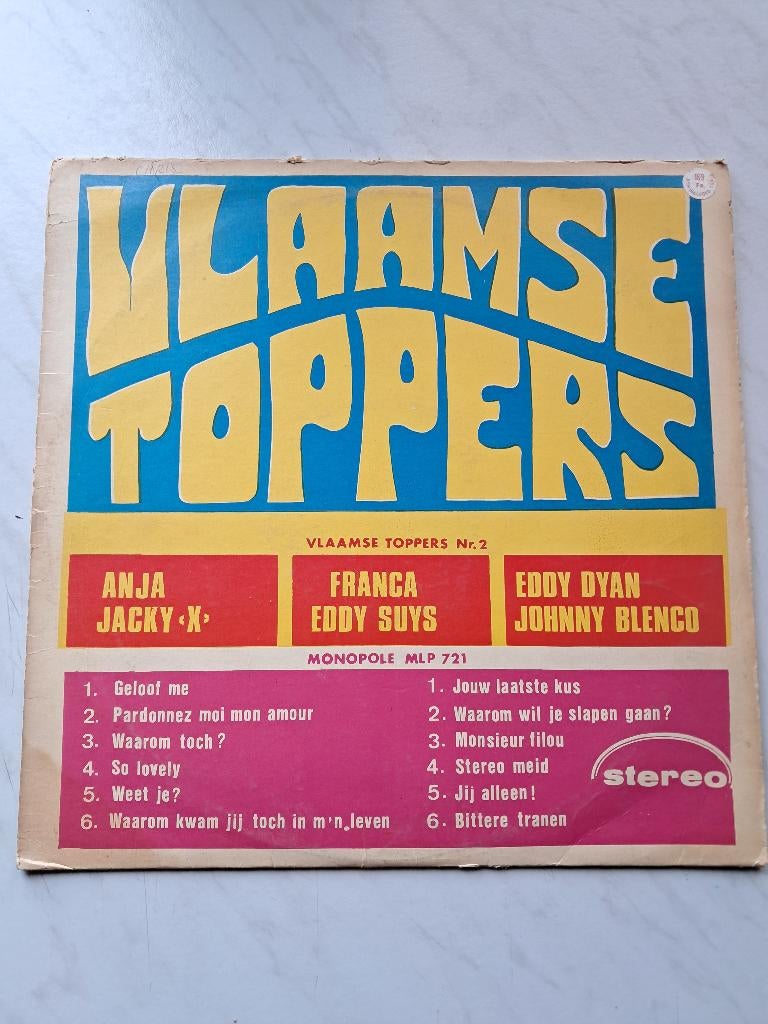 VLAAMSE
TOPPERS
VLAAMSE TOPPERS Nr.2
ANJA
JACKY ‹X›
FRANCA
EDDY SUYS
EDDY DYAN
JOHNNY BLENCO
MONOPOLE MLP 721
1. Geloof me
2. Pardonnez moi mon amour
3. Waarom toch?
4. So lovely
5. Weet je?
6. Waarom kwam jij toch in m'n.leven
1. Jouw laatste kus
2. Waarom wil je slapen gaan?
3. Monsieur filou
4. Stereo meid
5. Jij alleen!
6. Bittere tranen
stereo